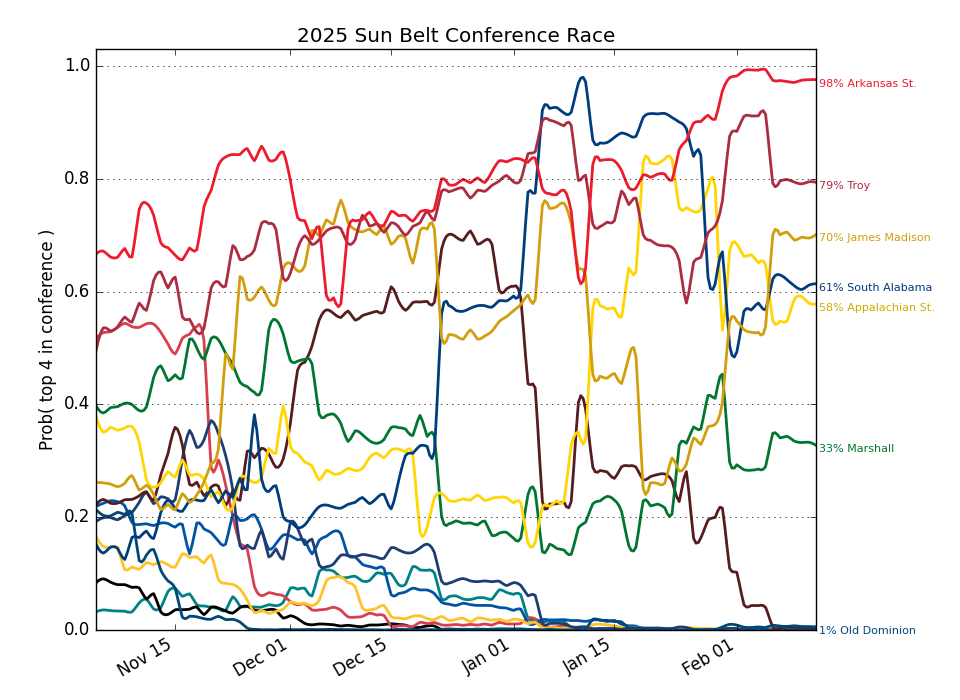 2025 Sun Belt Conference Race
Prob( top 4 in conference )
1.0
0.8
0.6
0.4
0.2
0.0
Nov 15
Dec 01
Dec 15
Jan 01
Jan 15
Feb 01
98% Arkansas St.
79% Troy
70% James Madison
61% South Alabama
58% Appalachian St.
33% Marshall
1% Old Dominion